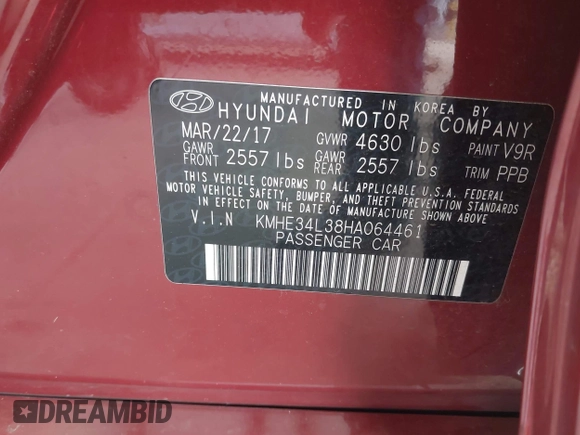 MANUFACTURED IN KOREA BY
HYUNDAI MOTOR COMPANY
MAR/22/17 GVWR 4630 lbs PAINT V9R
GAWR FRONT 2557 lbs GAWR REAR 2557 lbs TRIM PPB
THIS VEHICLE CONFORMS TO ALL APPLICABLE U.S.A. FEDERAL
MOTOR VEHICLE SAFETY, BUMPER, AND THEFT PREVENTION STANDARDS
IN EFFECT ON THE DATE OF MANUFACTURE SHOWN ABOVE.
V.I.N KMHE34L38HA064461
PASSENGER CAR
DREAMBID